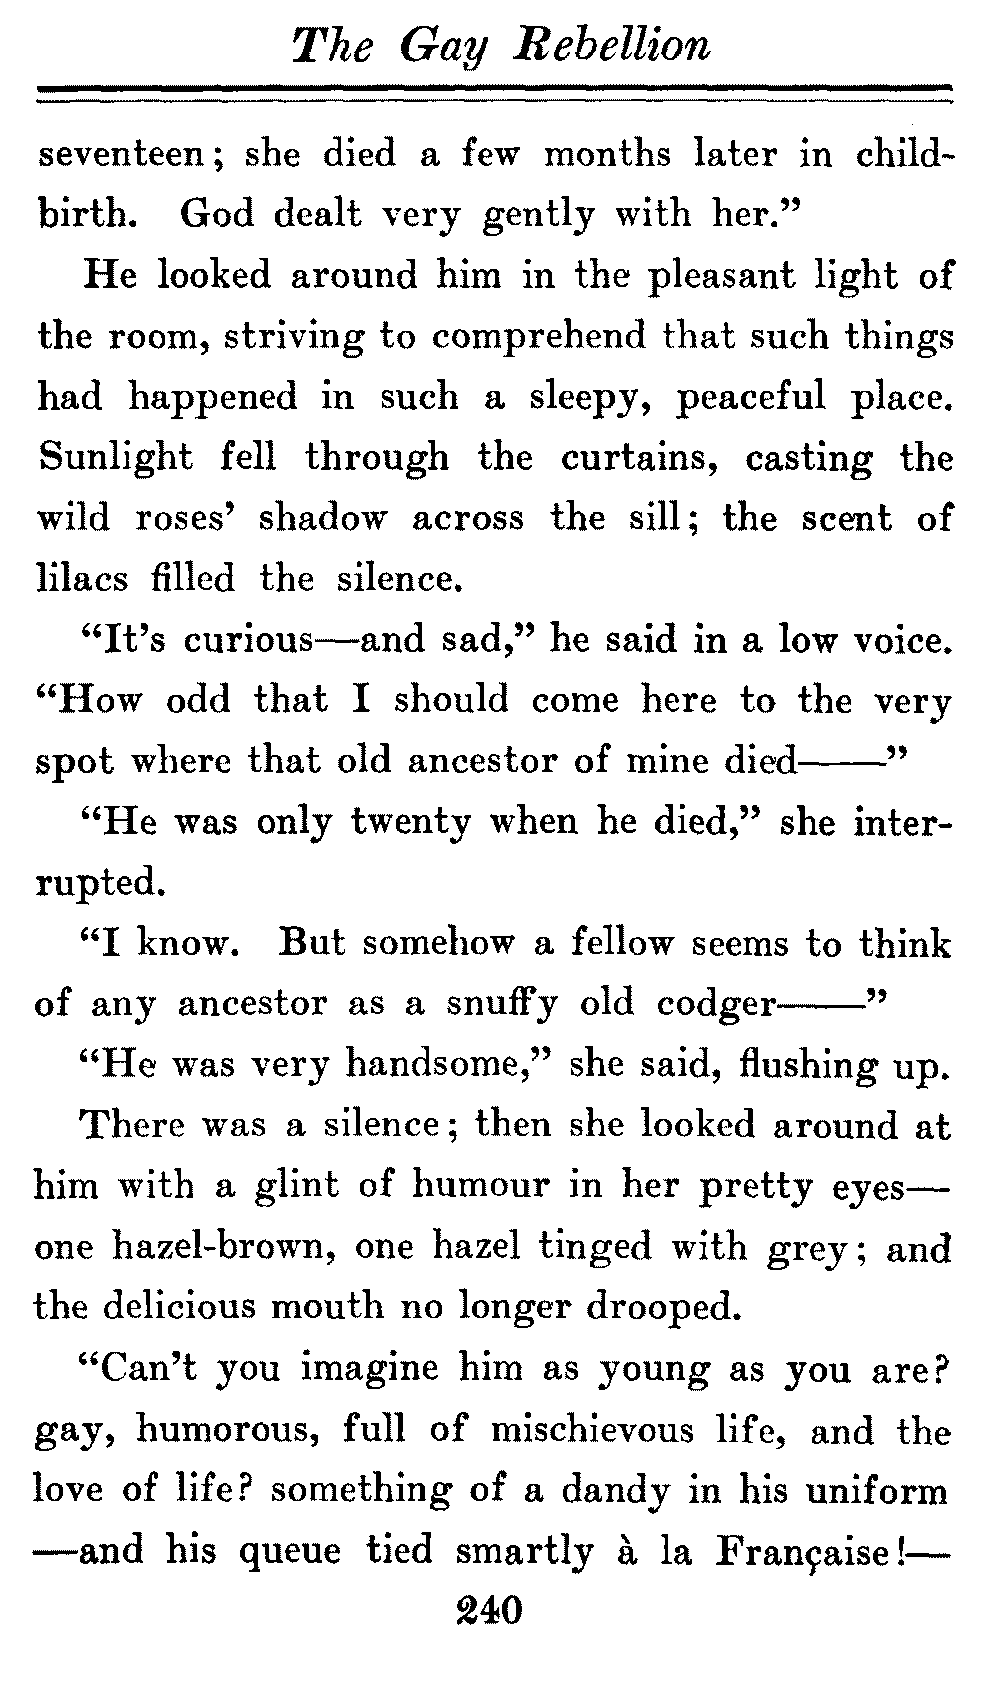 The Gay Rebellion
seventeen; she died a few months later in child-
birth. God dealt very gently with her.”
He looked around him in the pleasant light of
the room, striving to comprehend that such things
had happened in such a sleepy, peaceful place.
Sunlight fell through the curtains, casting the
wild roses’ shadow across the sill; the scent of
lilacs filled the silence.
“It’s curious—and sad,” he said in a low voice.
“How odd that I should come here to the very
spot where that old ancestor of mine died——”
“He was only twenty when he died,” she inter-
rupted.
“I know. But somehow a fellow seems to think
of any ancestor as a snuffy old codger——”
“He was very handsome,” she said, flushing up.
There was a silence; then she looked around at
him with a glint of humour in her pretty eyes—
one hazel-brown, one hazel tinged with grey; and
the delicious mouth no longer drooped.
“Can’t you imagine him as young as you are?
gay, humorous, full of mischievous life, and the
love of life? something of a dandy in his uniform
—and his queue tied smartly à la Française!—
240